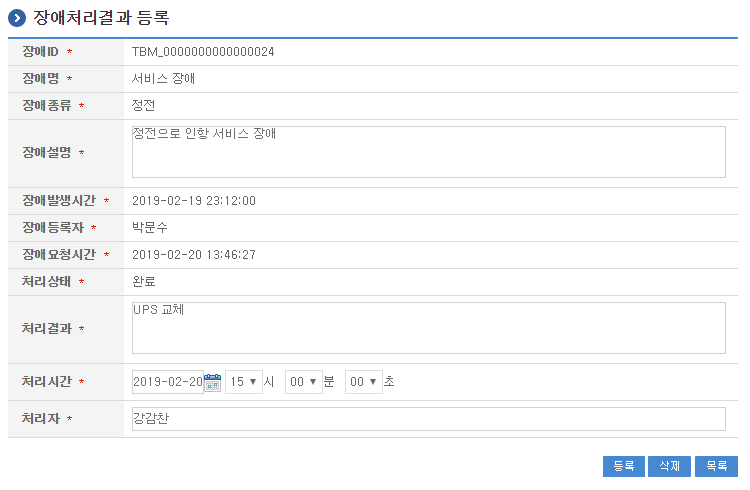 장애처리결과 등록
장애ID * TBM_0000000000000024
장애명 * 서비스 장애
장애종류 * 정전
장애설명 * 정전으로 인항 서비스 장애
장애발생시간 * 2019-02-19 23:12:00
장애등록자 * 박문수
장애요청시간 * 2019-02-20 13:46:27
처리상태 * 완료
처리결과 * UPS 교체
처리시간 * 2019-02-20 15 시 00 분 00 초
처리자 * 강감찬
등록 삭제 목록